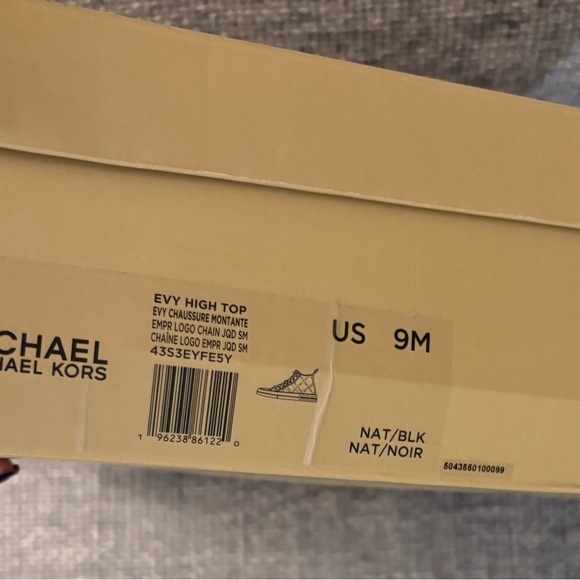 CHAEL
HAEL KORS
EVY HIGH TOP
EVY CHAUSSURE MONTANTE
EMPR LOGO CHAIN JQD SM
CHAÎNE LOGO EMPR JQD SM
43S3EYFE5Y
1 96238 86122 0
US 9M
NAT/BLK
NAT/NOIR
5043550100099